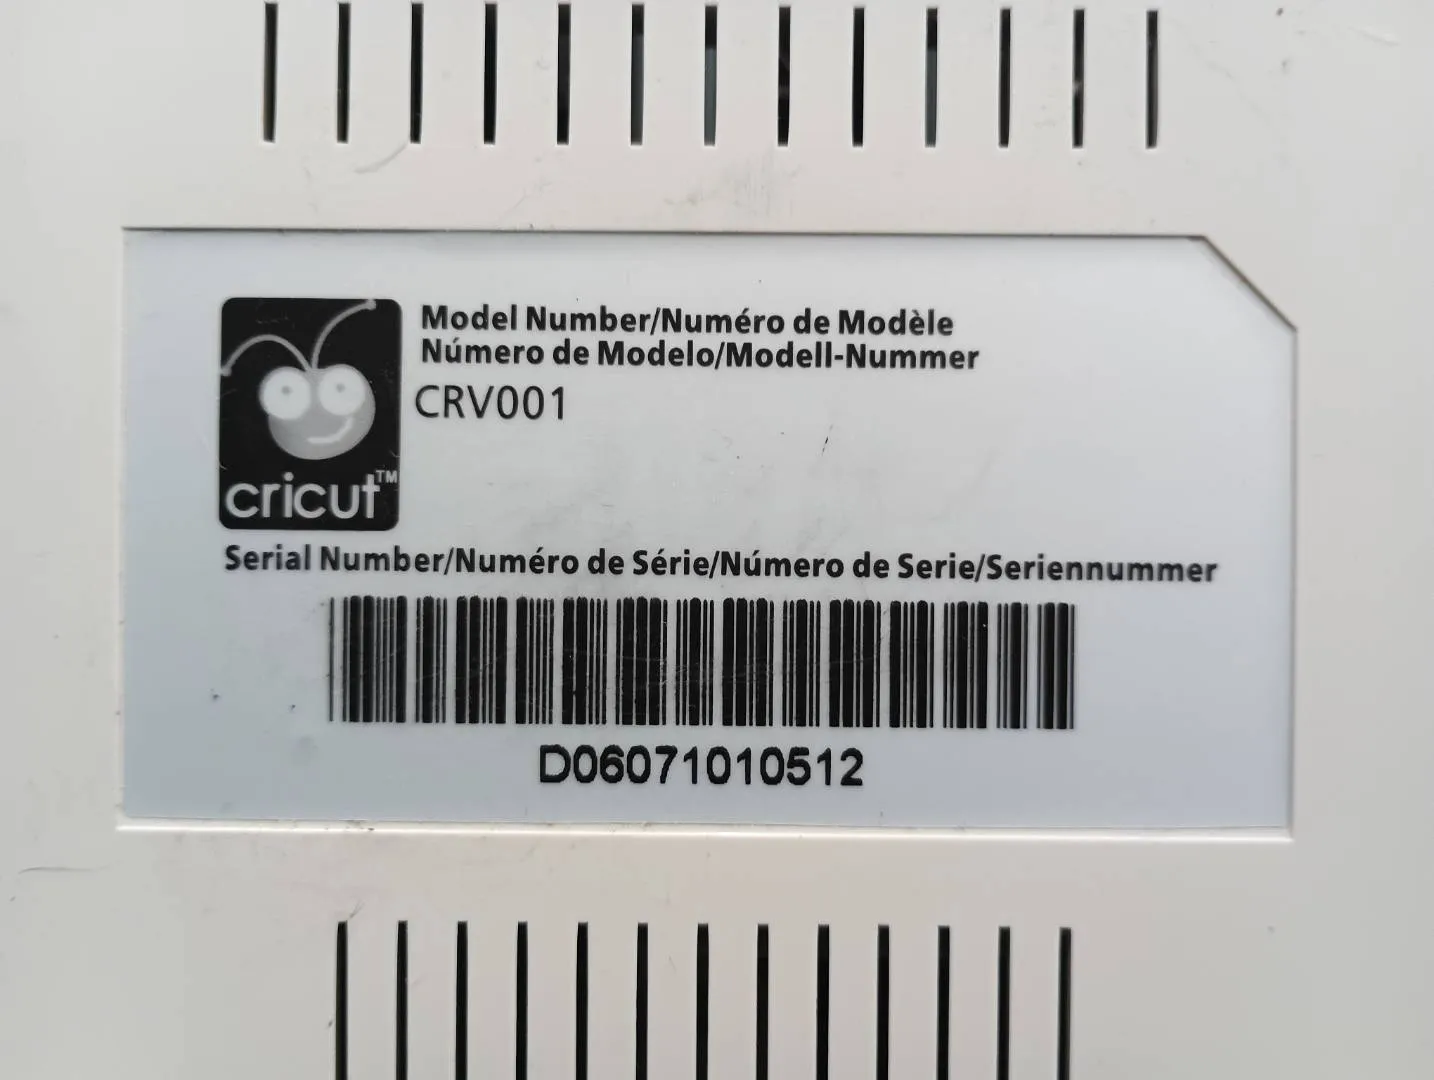 Model Number/Numéro de Modèle
Número de Modelo/Modell-Nummer
CRV001
cricut™
Serial Number/Numéro de Série/Número de Serie/Seriennummer
D06071010512